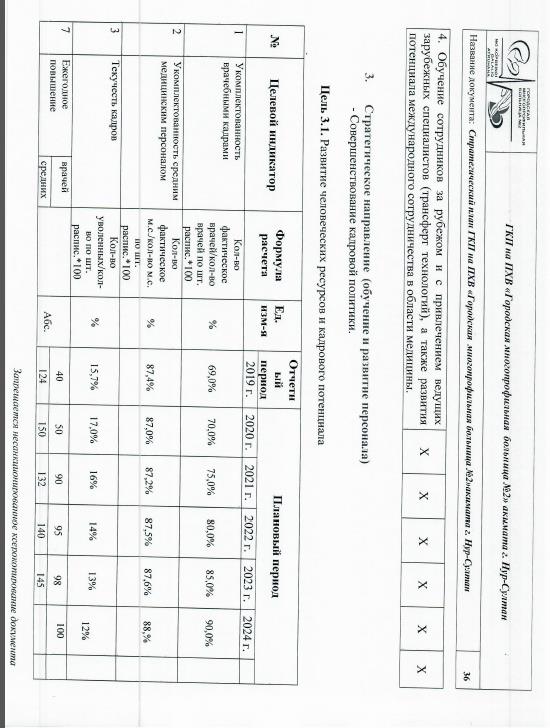 ГОРОДСКАЯ
МНОГОПРОФИЛЬНАЯ
БОЛЬНИЦА №2
№2 KÓPBEIINDI
QALALYQ
AÝRUHANA
ГКП на ПХВ «Городская многопрофильная больница №2» акимата г. Нур-Султан
Название документа: Стратегический план ГКП на ПХВ «Городская многопрофильная больница №2»акимата г. Нур-Султан 36
4. Обучение сотрудников за рубежом и с привлечением ведущих
зарубежных специалистов (трансферт технологий), а также развития X X X X X X
потенциала международного сотрудничества в области медицины.
3. Стратегическое направление (обучение и развитие персонала)
- Совершенствование кадровой политики.
Цель 3.1. Развитие человеческих ресурсов и кадрового потенциала
№ Целевой индикатор Формула расчета Ед. изм-я Отчетн ый период Плановый период
2019 г. 2020 г. 2021 г. 2022 г. 2023 г. 2024 г.
1 Укомплектованность Кол-во
врачебными кадрами фактическое
врачей/кол-во % 69,0% 70,0% 75,0% 80,0% 85,0% 90,0%
врачей по шт.
распис.*100
2 Укомплектованность средним Кол-во
медицинским персоналом фактическое
м.с./кол-во м.с. % 87,4% 87,0% 87,2% 87,5% 87,6% 88,%
по шт.
распис.*100
3 Текучесть кадров Кол-во
уволенных/кол- % 15,7% 17,0% 16% 14% 13% 12%
во по шт.
распис.*100
7 Ежегодное врачей Абс. 40 50 90 95 98 100
повышение средних 124 150 132 140 145
Запрещается несанкционированное ксерокопирование документа